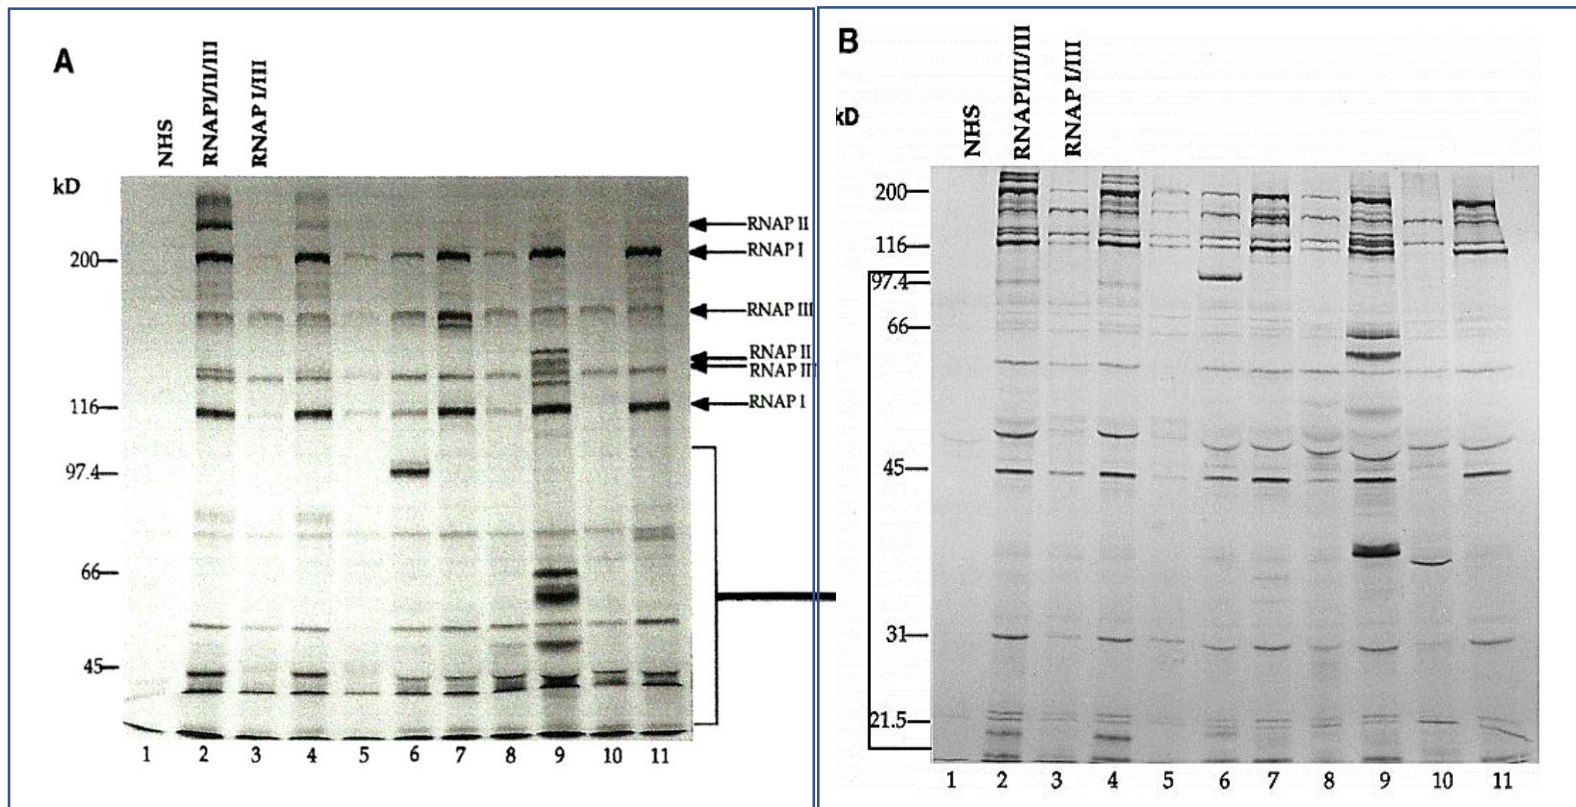 A
NHS
RNAPI/II/III
RNAP I/III
kD
200
116
97.4
66
45
RNAP II
RNAP I
RNAP III
RNAP II
RNAP III
RNAP I
1 2 3 4 5 6 7 8 9 10 11
B
NHS
RNAPI/II/III
RNAP I/III
kD
200
116
97.4
66
45
31
21.5
1 2 3 4 5 6 7 8 9 10 11